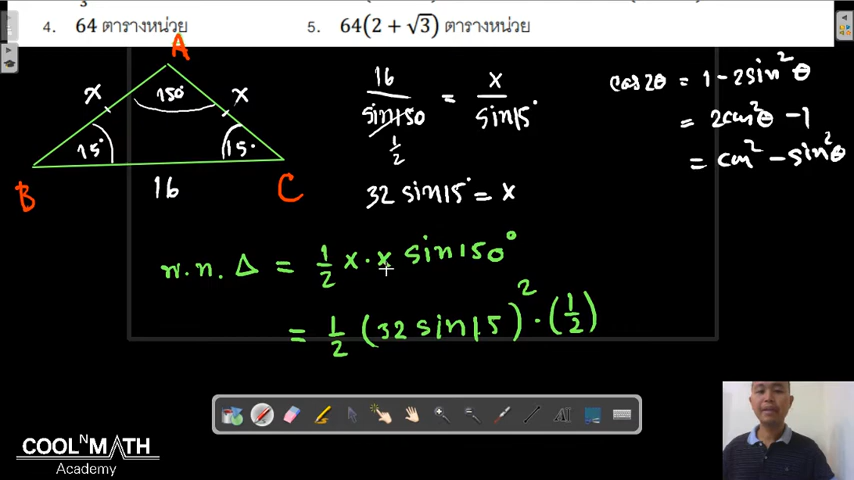 4. 64 ตารางหน่วย
5. 64(2 + √3) ตารางหน่วย
A
x 150° x
15° 15°
B 16 C
16/sin150 = x/sin15°
1/2
32 sin15° = x
cos2θ = 1 - 2sin²θ
= 2cos²θ - 1
= cos² - sin²θ
พ.ท. Δ = 1/2 x · x sin150°
= 1/2 (32 sin15)² · (1/2)
COOL N MATH
Academy